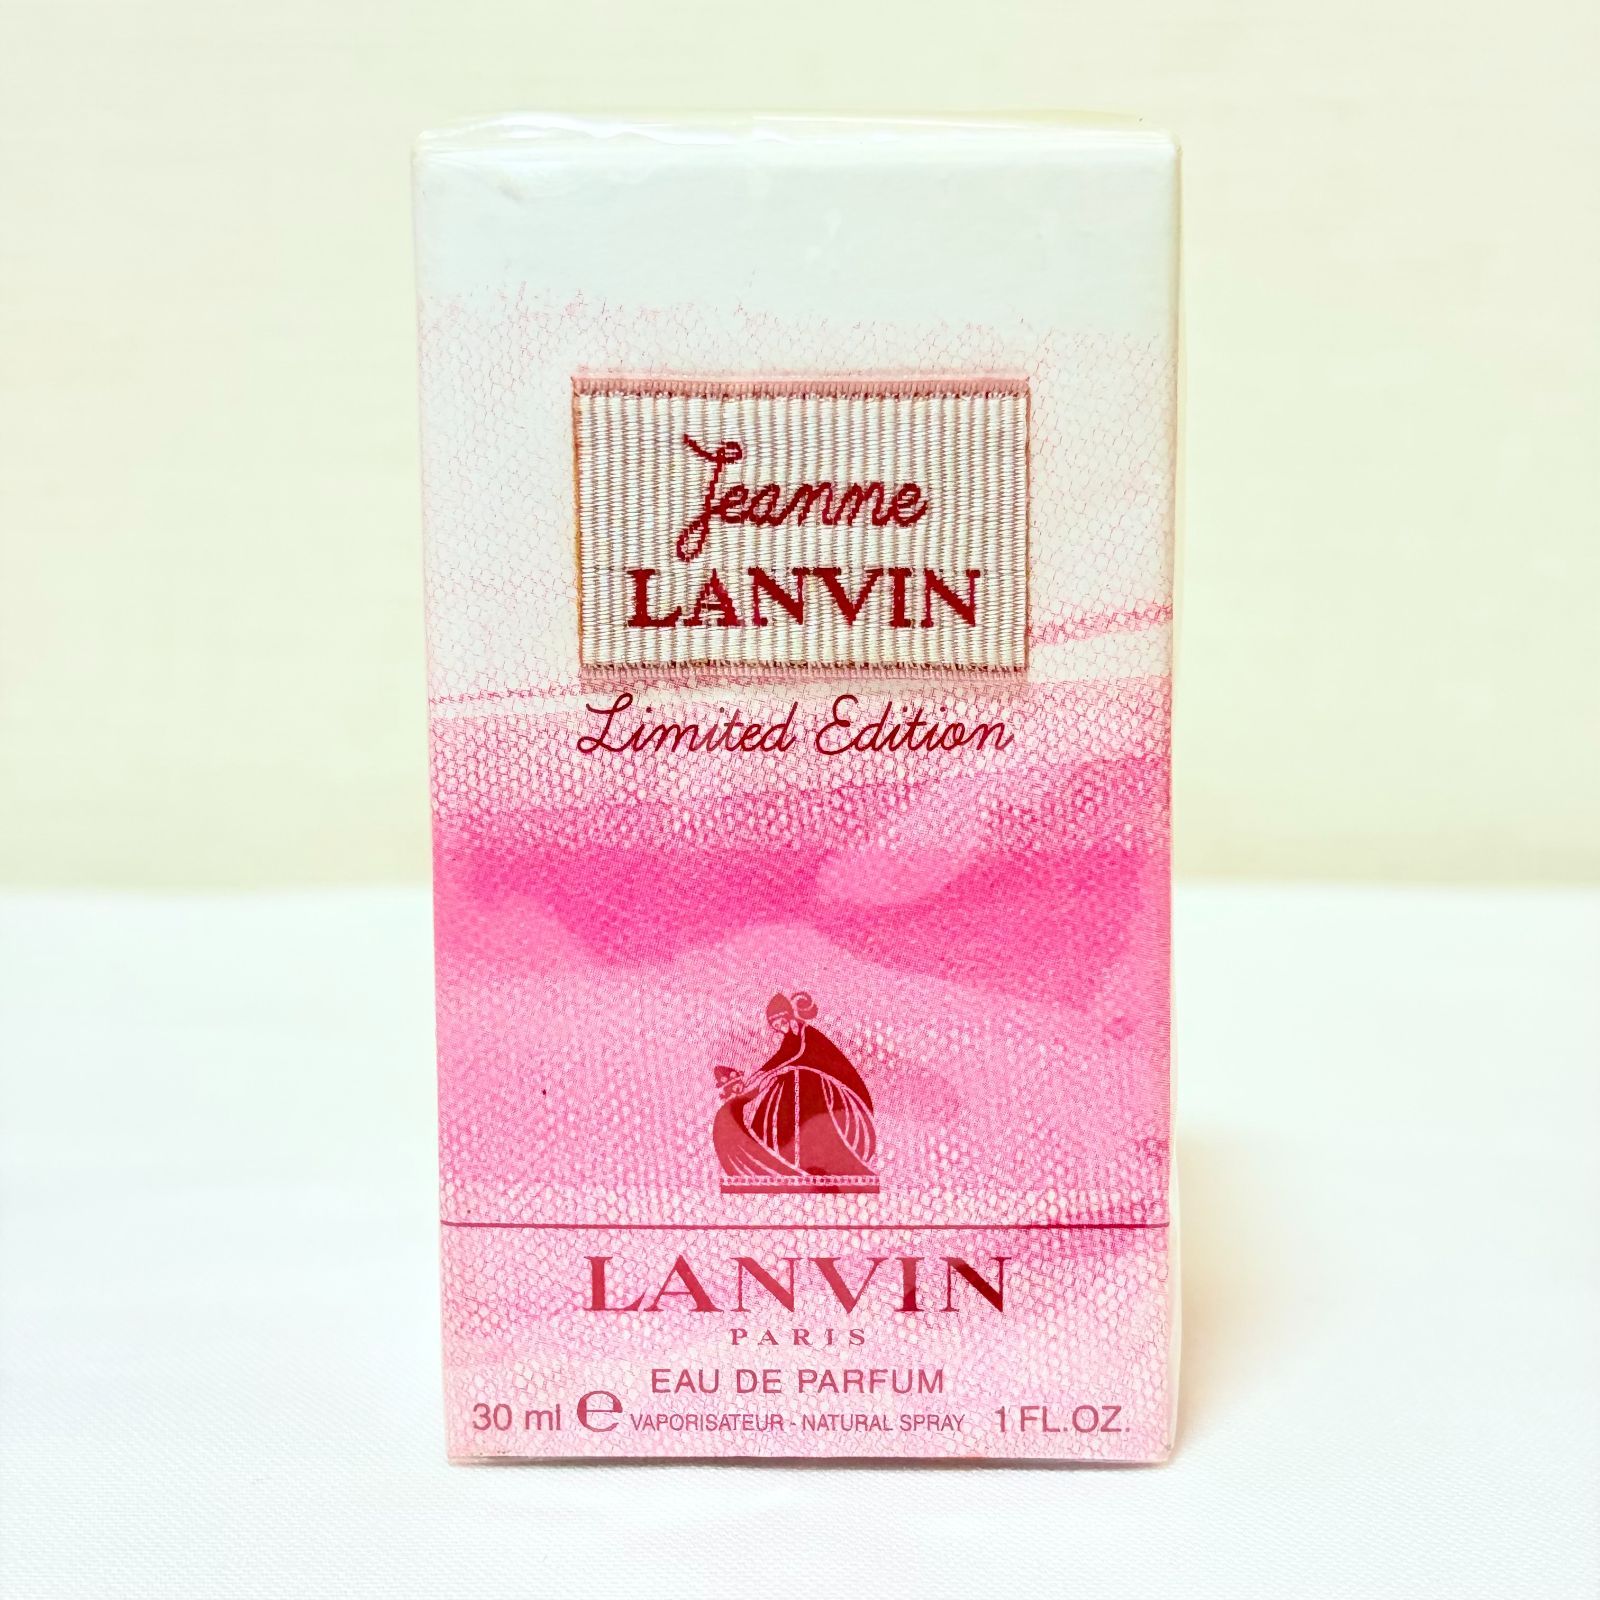 Jeanne
LANVIN
Limited Edition
LANVIN
PARIS
EAU DE PARFUM
30 ml ℮ VAPORISATEUR - NATURAL SPRAY 1 FL.OZ.